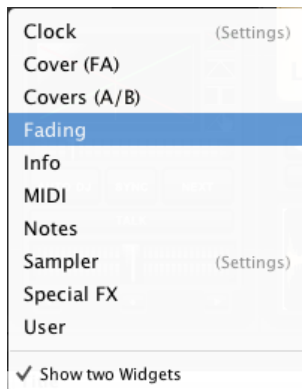 Clock (Settings)
Cover (FA)
Covers (A/B)
Fading
Info
MIDI
Notes
Sampler (Settings)
Special FX
User
✓ Show two Widgets